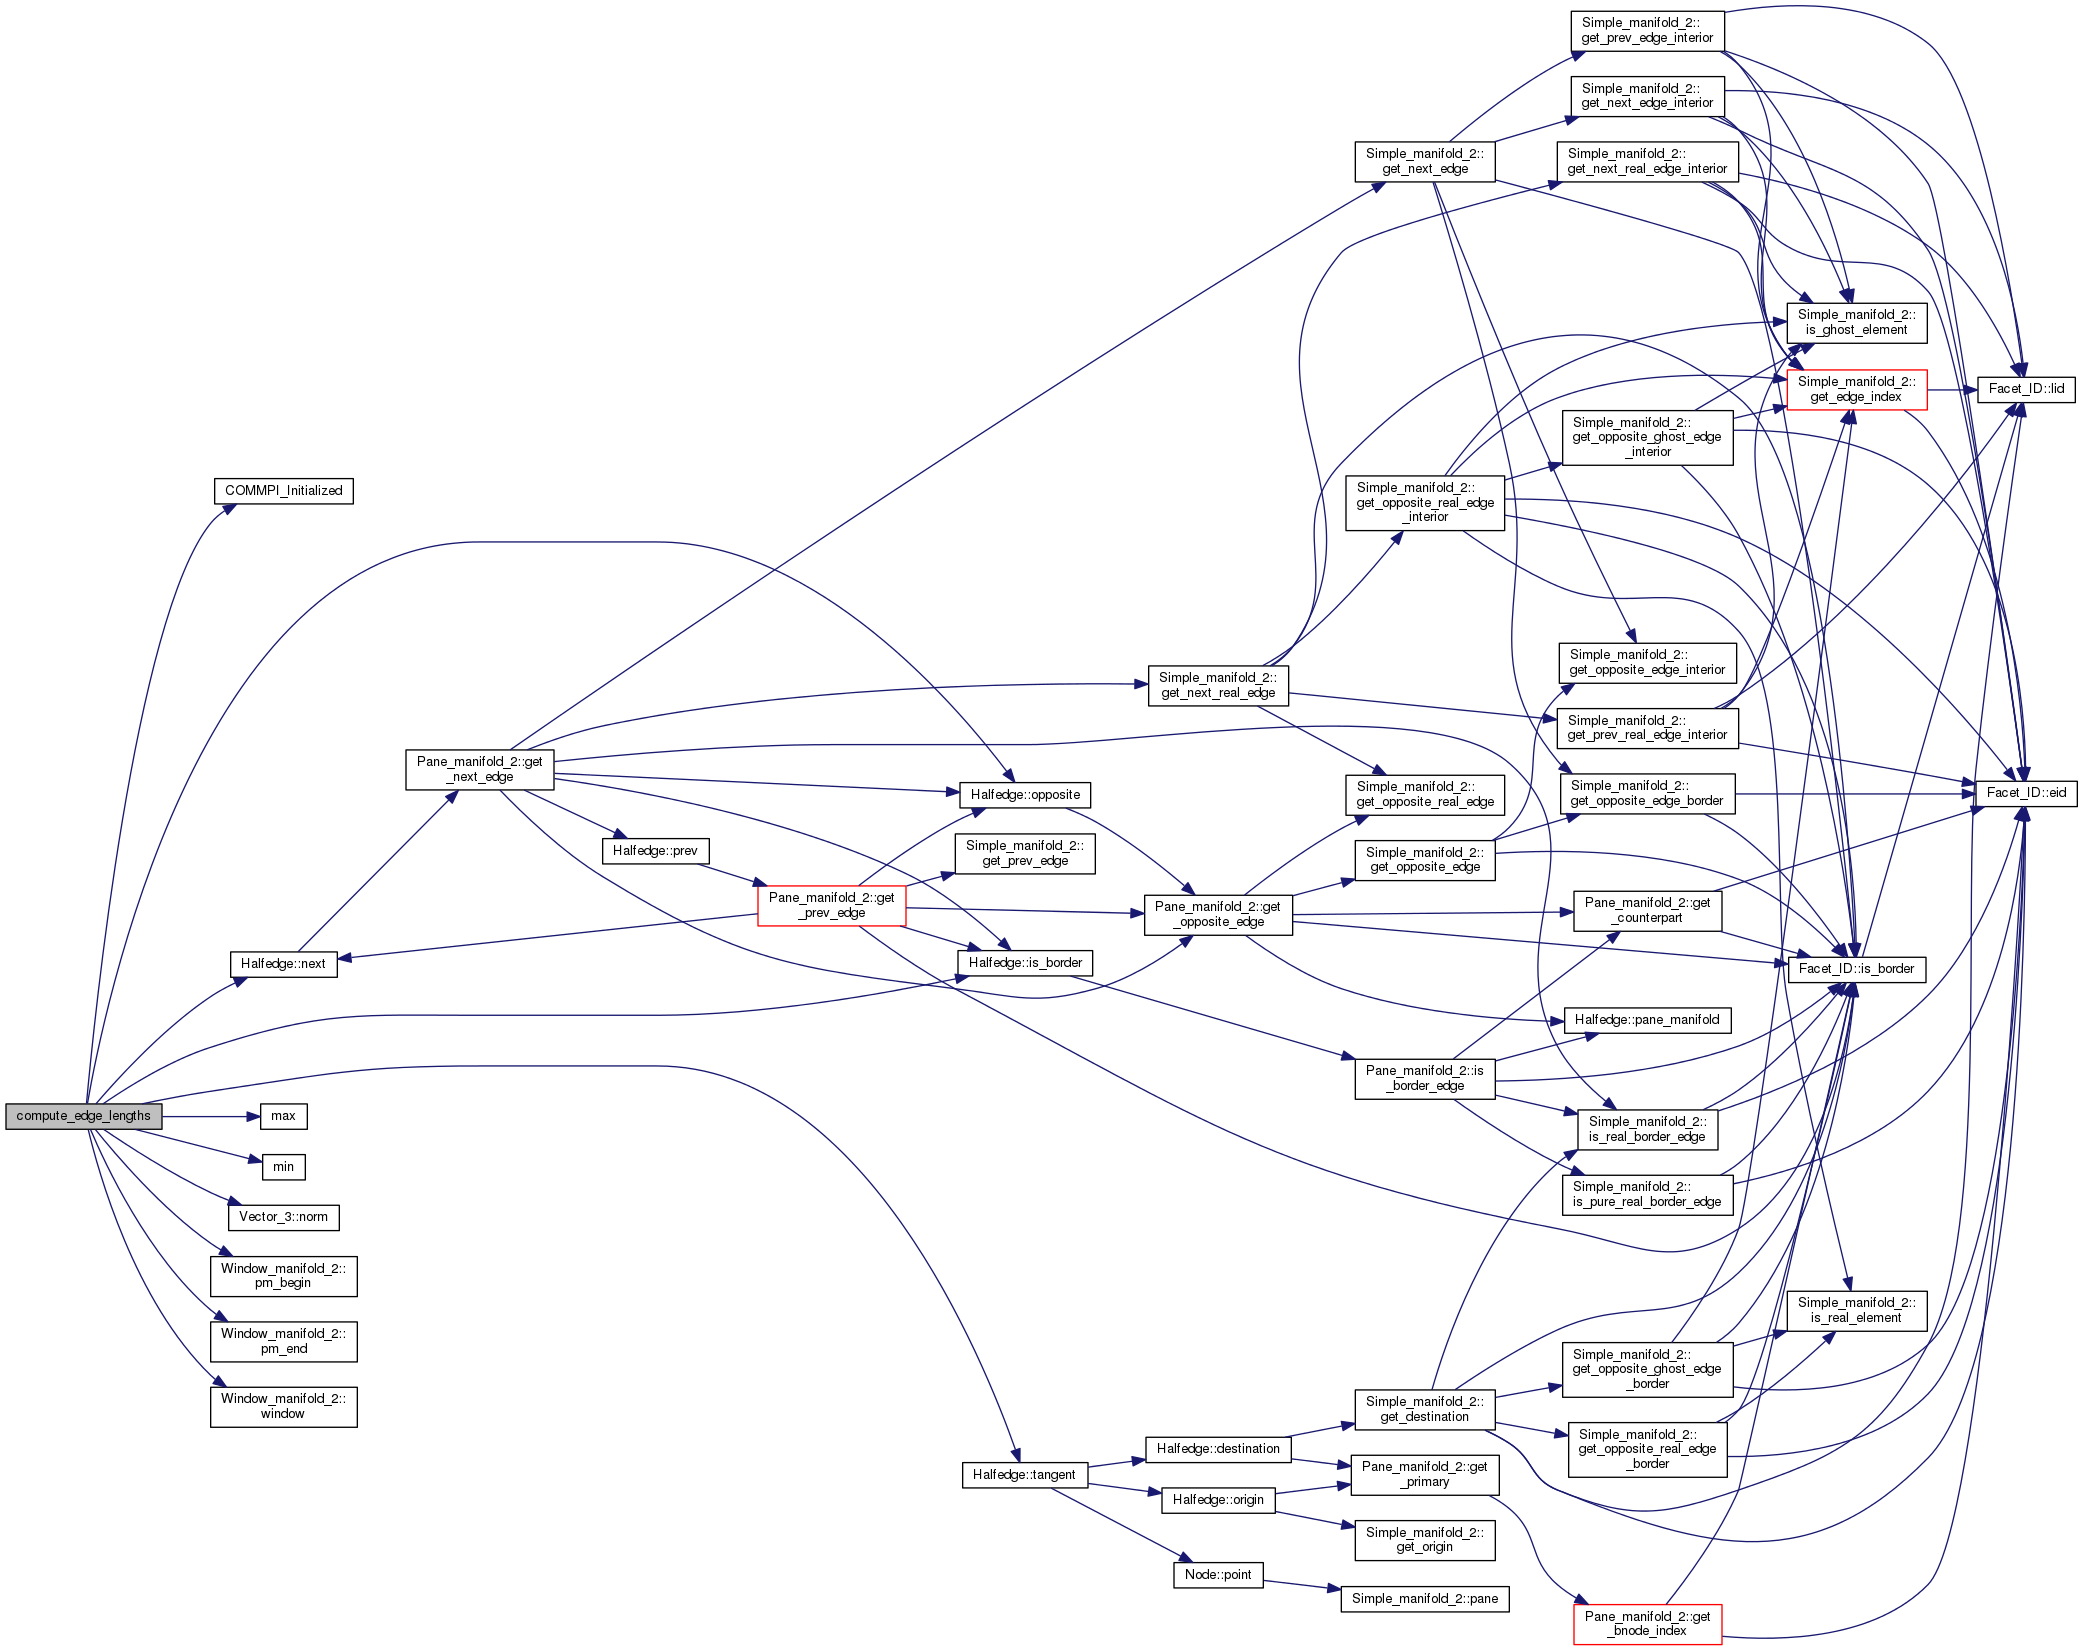 Simple_manifold_2::
get_prev_edge_interior
Simple_manifold_2::
get_next_edge_interior
Simple_manifold_2::
get_next_edge
Simple_manifold_2::
get_next_real_edge_interior
Simple_manifold_2::
is_ghost_element
Simple_manifold_2::
get_edge_index
Facet_ID::lid
Simple_manifold_2::
get_opposite_ghost_edge
_interior
COMMPI_Initialized
Simple_manifold_2::
get_opposite_real_edge
_interior
Simple_manifold_2::
get_opposite_edge_interior
Simple_manifold_2::
get_next_real_edge
Simple_manifold_2::
get_prev_real_edge_interior
Pane_manifold_2::get
_next_edge
Halfedge::opposite
Simple_manifold_2::
get_opposite_real_edge
Simple_manifold_2::
get_opposite_edge_border
Facet_ID::eid
Halfedge::prev
Simple_manifold_2::
get_prev_edge
Simple_manifold_2::
get_opposite_edge
Pane_manifold_2::get
_prev_edge
Pane_manifold_2::get
_opposite_edge
Pane_manifold_2::get
_counterpart
Halfedge::next
Halfedge::is_border
Facet_ID::is_border
Halfedge::pane_manifold
Pane_manifold_2::is
_border_edge
compute_edge_lengths
max
Simple_manifold_2::
is_real_border_edge
min
Simple_manifold_2::
is_pure_real_border_edge
Vector_3::norm
Window_manifold_2::
pm_begin
Simple_manifold_2::
is_real_element
Window_manifold_2::
pm_end
Simple_manifold_2::
get_opposite_ghost_edge
_border
Window_manifold_2::
window
Simple_manifold_2::
get_destination
Halfedge::destination
Simple_manifold_2::
get_opposite_real_edge
_border
Halfedge::tangent
Pane_manifold_2::get
_primary
Halfedge::origin
Simple_manifold_2::
get_origin
Node::point
Simple_manifold_2::pane
Pane_manifold_2::get
_bnode_index